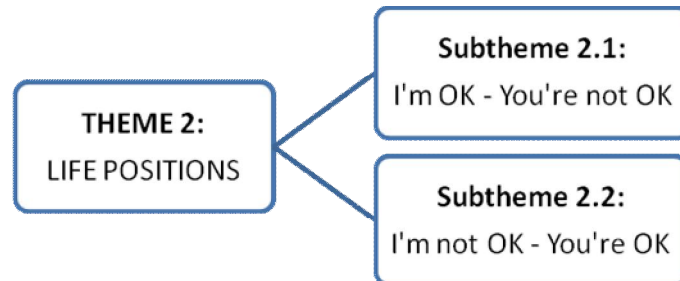 THEME 2:
LIFE POSITIONS
Subtheme 2.1:
I'm OK - You're not OK
Subtheme 2.2:
I'm not OK - You're OK